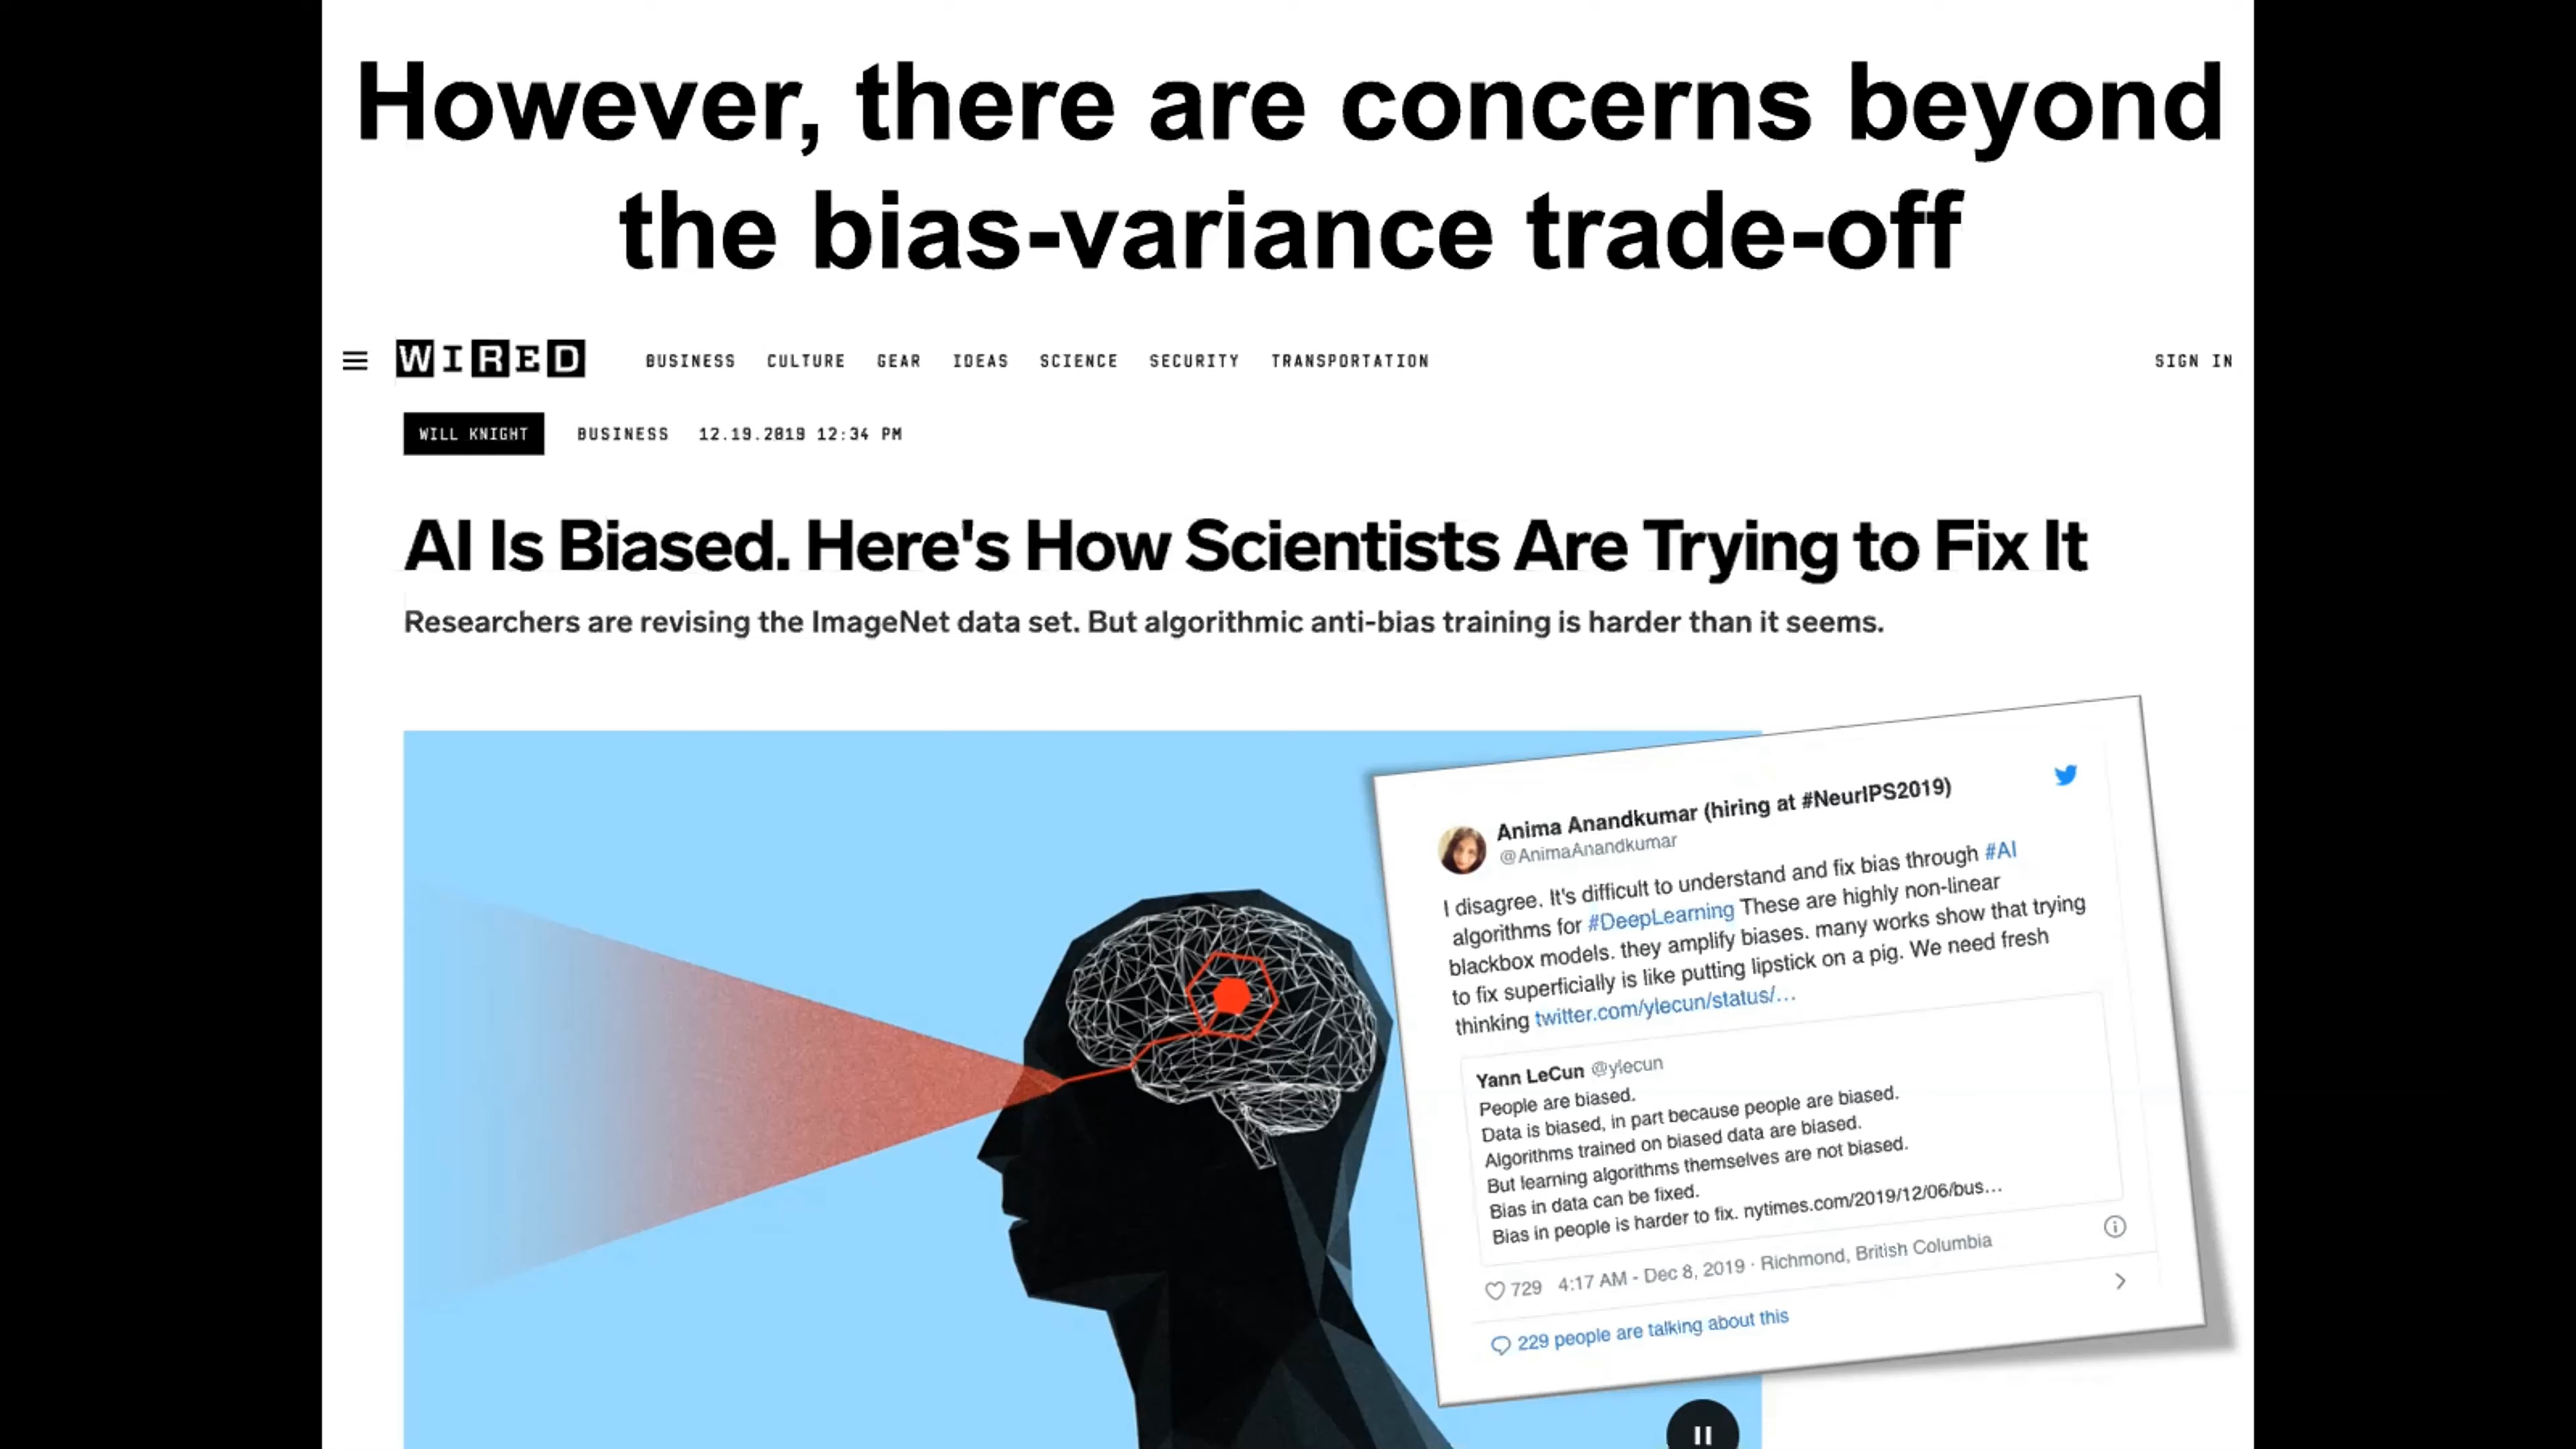 However, there are concerns beyond
the bias-variance trade-off
WIRED BUSINESS CULTURE GEAR IDEAS SCIENCE SECURITY TRANSPORTATION SIGN IN
WILL KNIGHT BUSINESS 12.19.2019 12:34 PM
AI Is Biased. Here's How Scientists Are Trying to Fix It
Researchers are revising the ImageNet data set. But algorithmic anti-bias training is harder than it seems.
Anima Anandkumar (hiring at #NeurIPS2019)
@AnimaAnandkumar
I disagree. It's difficult to understand and fix bias through #AI
algorithms for #DeepLearning These are highly non-linear
blackbox models. they amplify biases. many works show that trying
to fix superficially is like putting lipstick on a pig. We need fresh
thinking twitter.com/ylecun/status/…
Yann LeCun @ylecun
People are biased.
Data is biased, in part because people are biased.
Algorithms trained on biased data are biased.
But learning algorithms themselves are not biased.
Bias in data can be fixed.
Bias in people is harder to fix. nytimes.com/2019/12/06/bus…
729 4:17 AM - Dec 8, 2019 · Richmond, British Columbia
229 people are talking about this